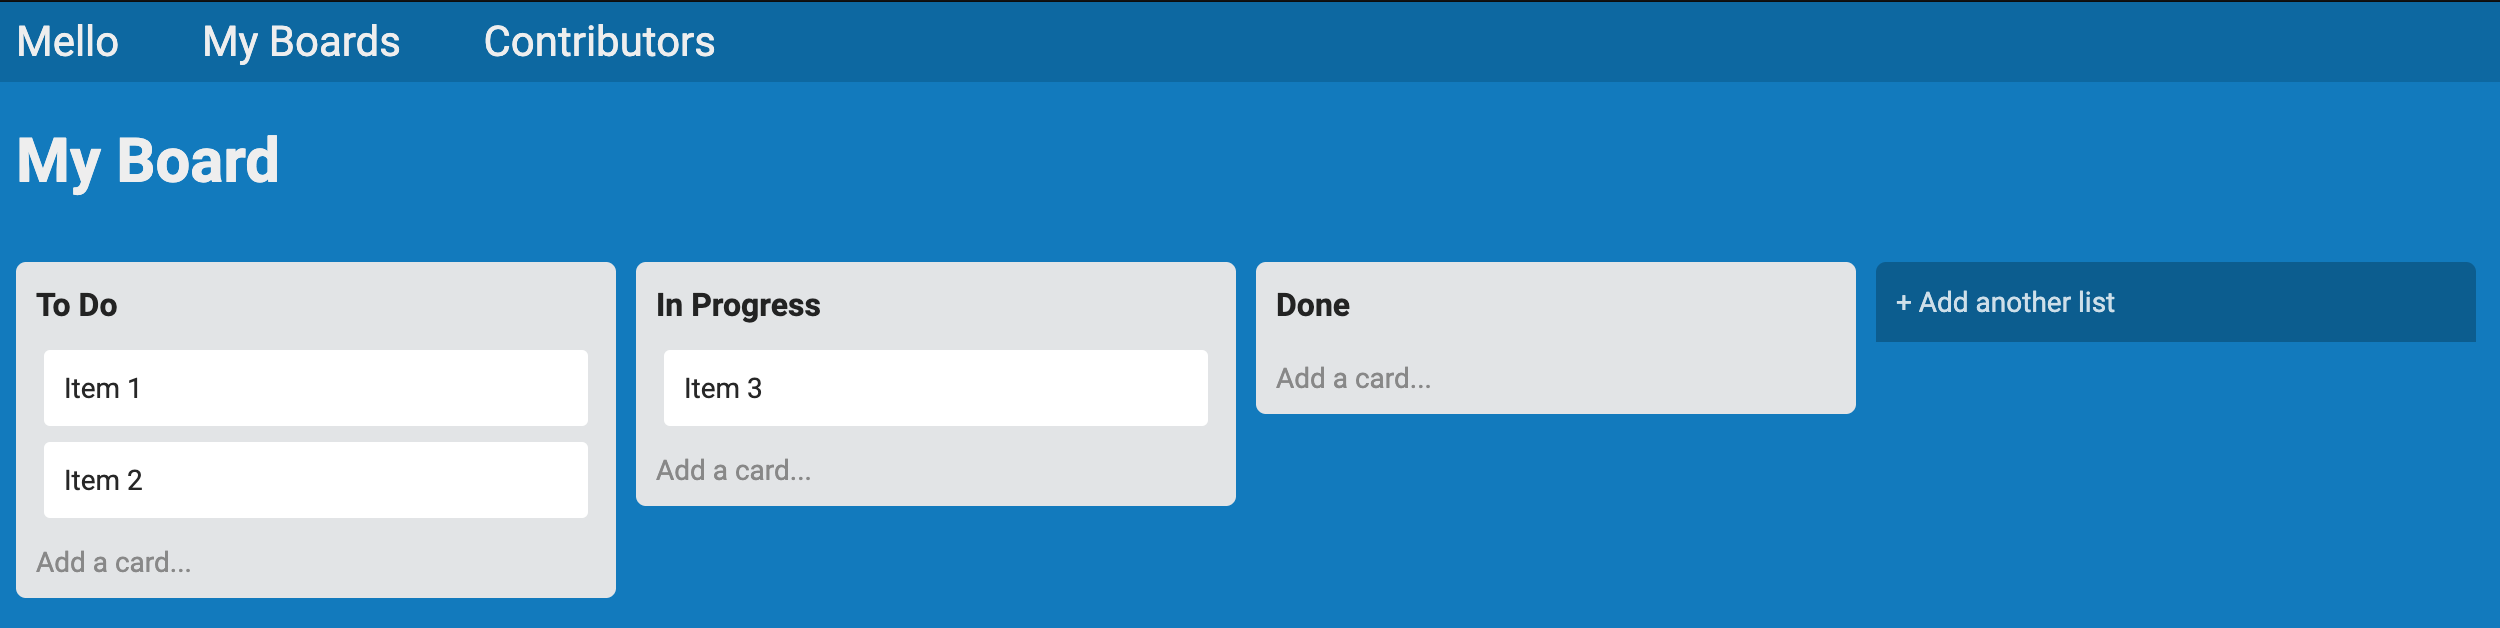 Mello My Boards Contributors
My Board
To Do
Item 1
Item 2
Add a card...
In Progress
Item 3
Add a card...
Done
Add a card...
+ Add another list